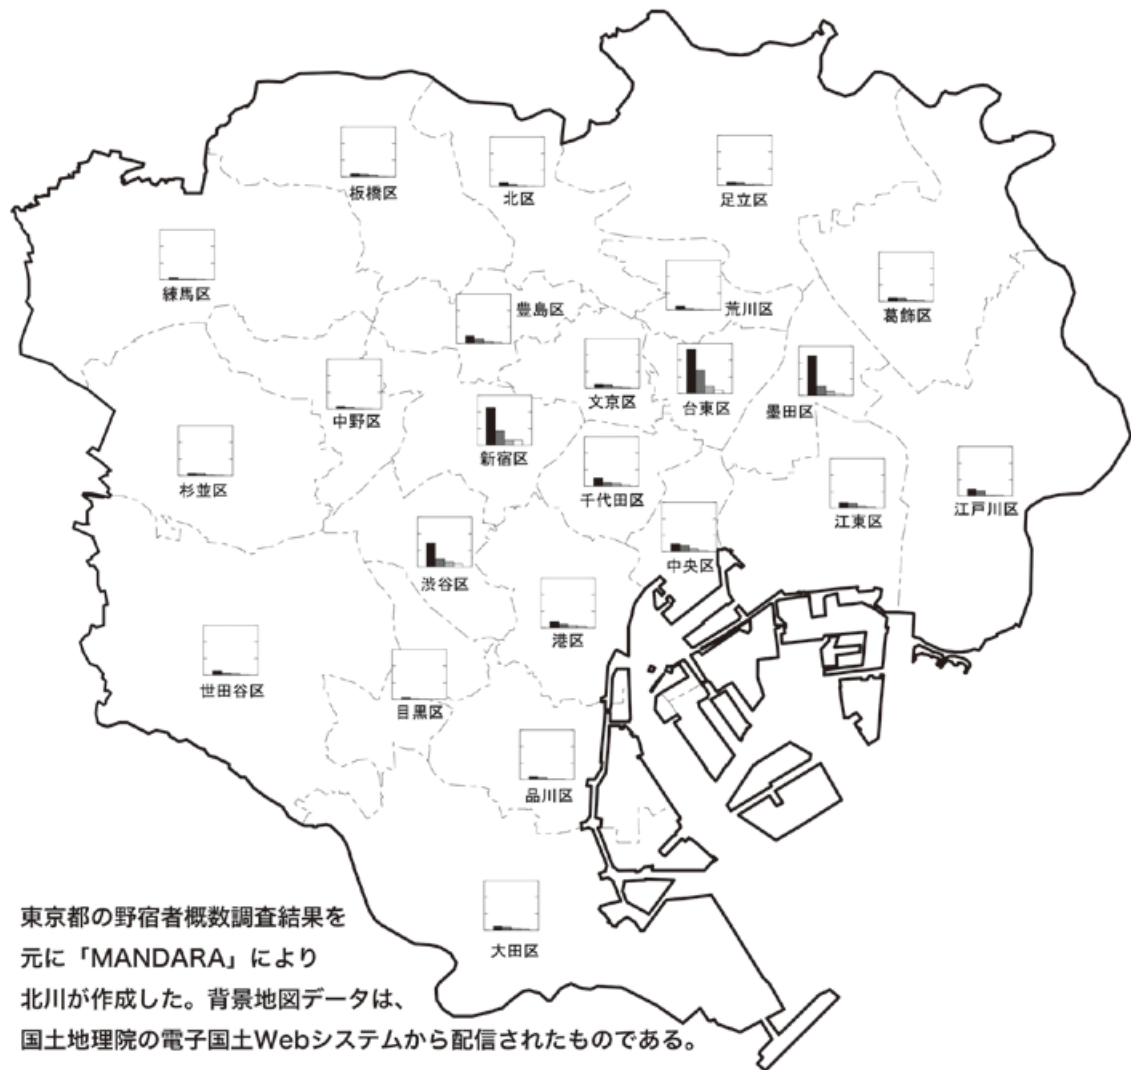 板橋区
北区
足立区
練馬区
豊島区
荒川区
葛飾区
中野区
文京区
台東区
墨田区
新宿区
杉並区
千代田区
江東区
江戸川区
中央区
渋谷区
港区
世田谷区
目黒区
品川区
大田区
東京都の野宿者概数調査結果を
元に「MANDARA」により
北川が作成した。背景地図データは、
国土地理院の電子国土Webシステムから配信されたものである。